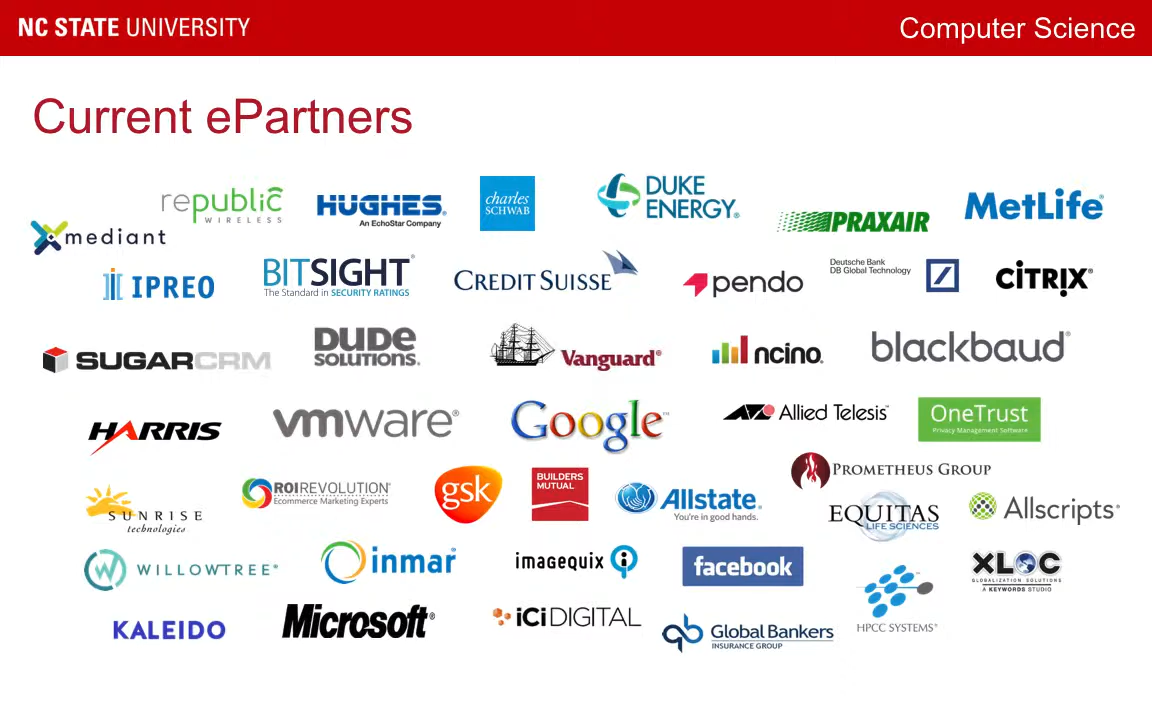 NC STATE UNIVERSITY
Computer Science
Current ePartners
republic
WIRELESS
mediant
HUGHES®
An EchoStar Company
charles
SCHWAB
DUKE
ENERGY®
PRAXAIR
MetLife®
IPREO
BITSIGHT®
The Standard in SECURITY RATINGS
CREDIT SUISSE
pendo
Deutsche Bank
DB Global Technology
CITRIX®
SUGARCRM
DUDE
SOLUTIONS®
Vanguard®
ncino®
blackbaud®
HARRIS
vmware®
Google™
Allied Telesis™
OneTrust
Privacy Management Software
SUNRISE
technologies
ROIREVOLUTION®
Ecommerce Marketing Experts
gsk
BUILDERS
MUTUAL
Allstate®
You're in good hands.
PROMETHEUS GROUP
EQUITAS
LIFE SCIENCES
Allscripts®
WILLOWTREE®
inmar®
imagequix
facebook
XLOC
GLOBALIZATION SOLUTIONS
A KEYWORDS STUDIO
KALEIDO
Microsoft®
iCiDIGITAL
Global Bankers
INSURANCE GROUP
HPCC SYSTEMS®